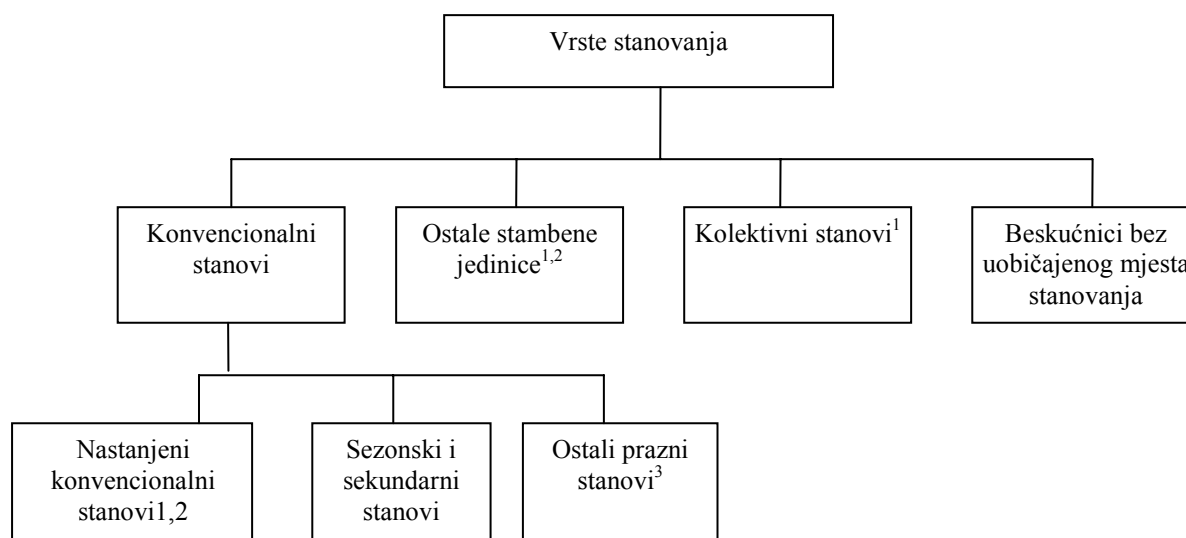 Vrste stanovanja
Konvencionalni
stanovi
Ostale stambene
jedinice1,2
Kolektivni stanovi1
Beskućnici bez
uobičajenog mjesta
stanovanja
Nastanjeni
konvencionalni
stanovi1,2
Sezonski i
sekundarni
stanovi
Ostali prazni
stanovi3